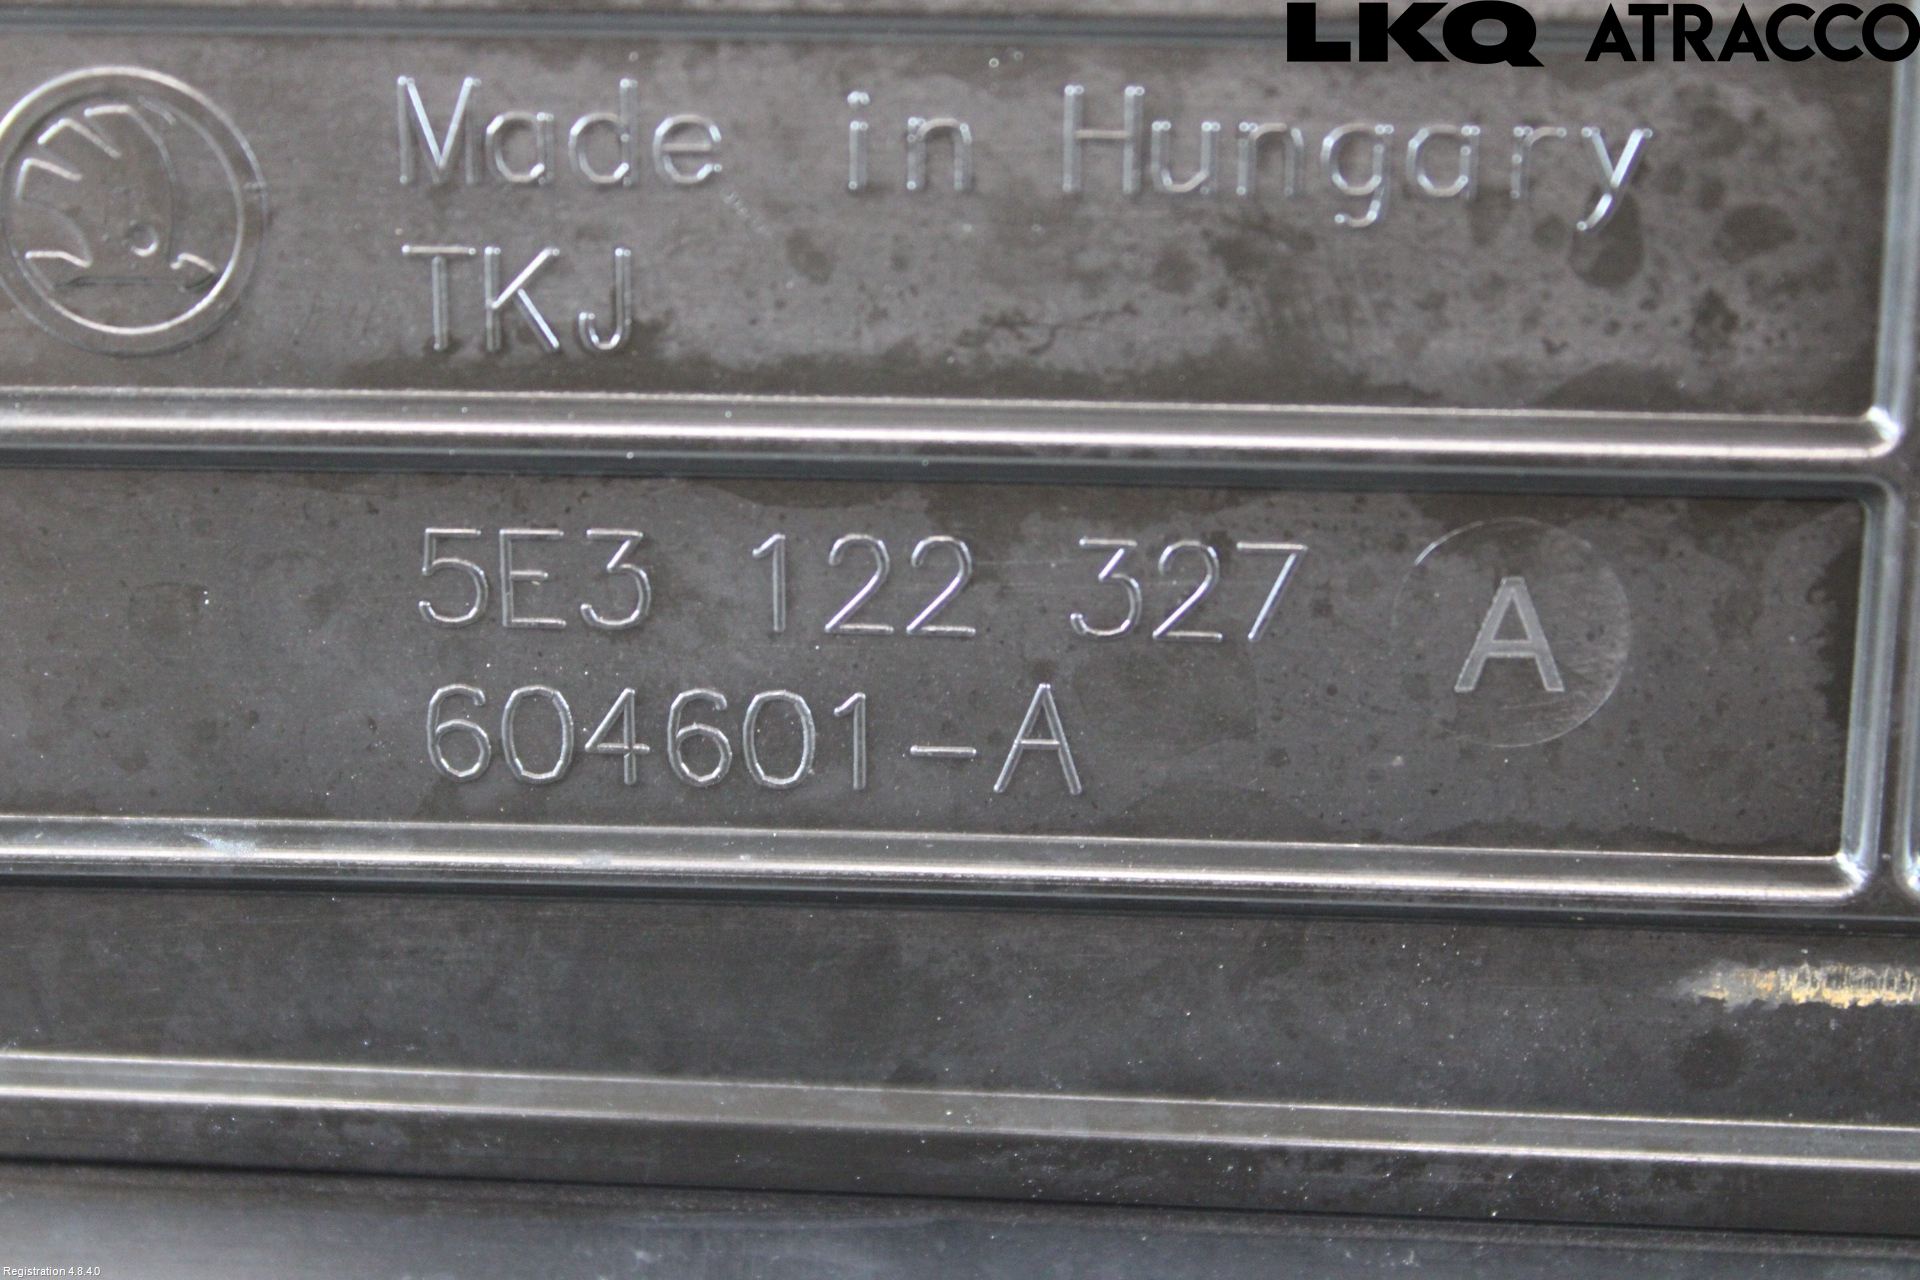 LKQ ATRACCO
Made in Hungary
TKJ
5E3 122 327 A
604601-A
Registration 4.8.4.0